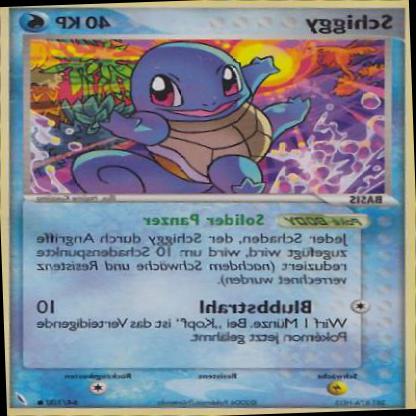 Schiggy 40 KP
BASIS
Poké-BODY Solider Panzer
Jeder Schaden, der Schiggy durch Angriffe
zugefügt wird, wird um 10 Schadenspunkte
reduziert (nachdem Schwäche und Resistenz
verrechnet wurden).
Blubbstrahl 10
Wirf 1 Münze. Bei „Kopf" ist das Verteidigende
Pokémon jetzt gelähmt.
Schwäche Resistenz Rückzugskosten
64/100